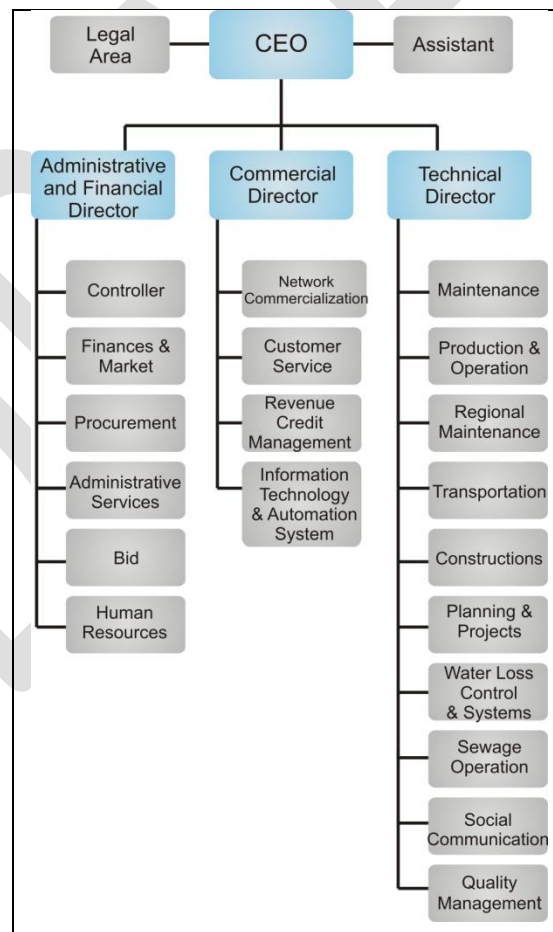 Legal
Area
CEO
Assistant
Administrative
and Financial
Director
Commercial
Director
Technical
Director
Controller
Finances &
Market
Procurement
Administrative
Services
Bid
Human
Resources
Network
Commercialization
Customer
Service
Revenue
Credit
Management
Information
Technology
& Automation
System
Maintenance
Production &
Operation
Regional
Maintenance
Transportation
Constructions
Planning &
Projects
Water Loss
Control
& Systems
Sewage
Operation
Social
Communication
Quality
Management